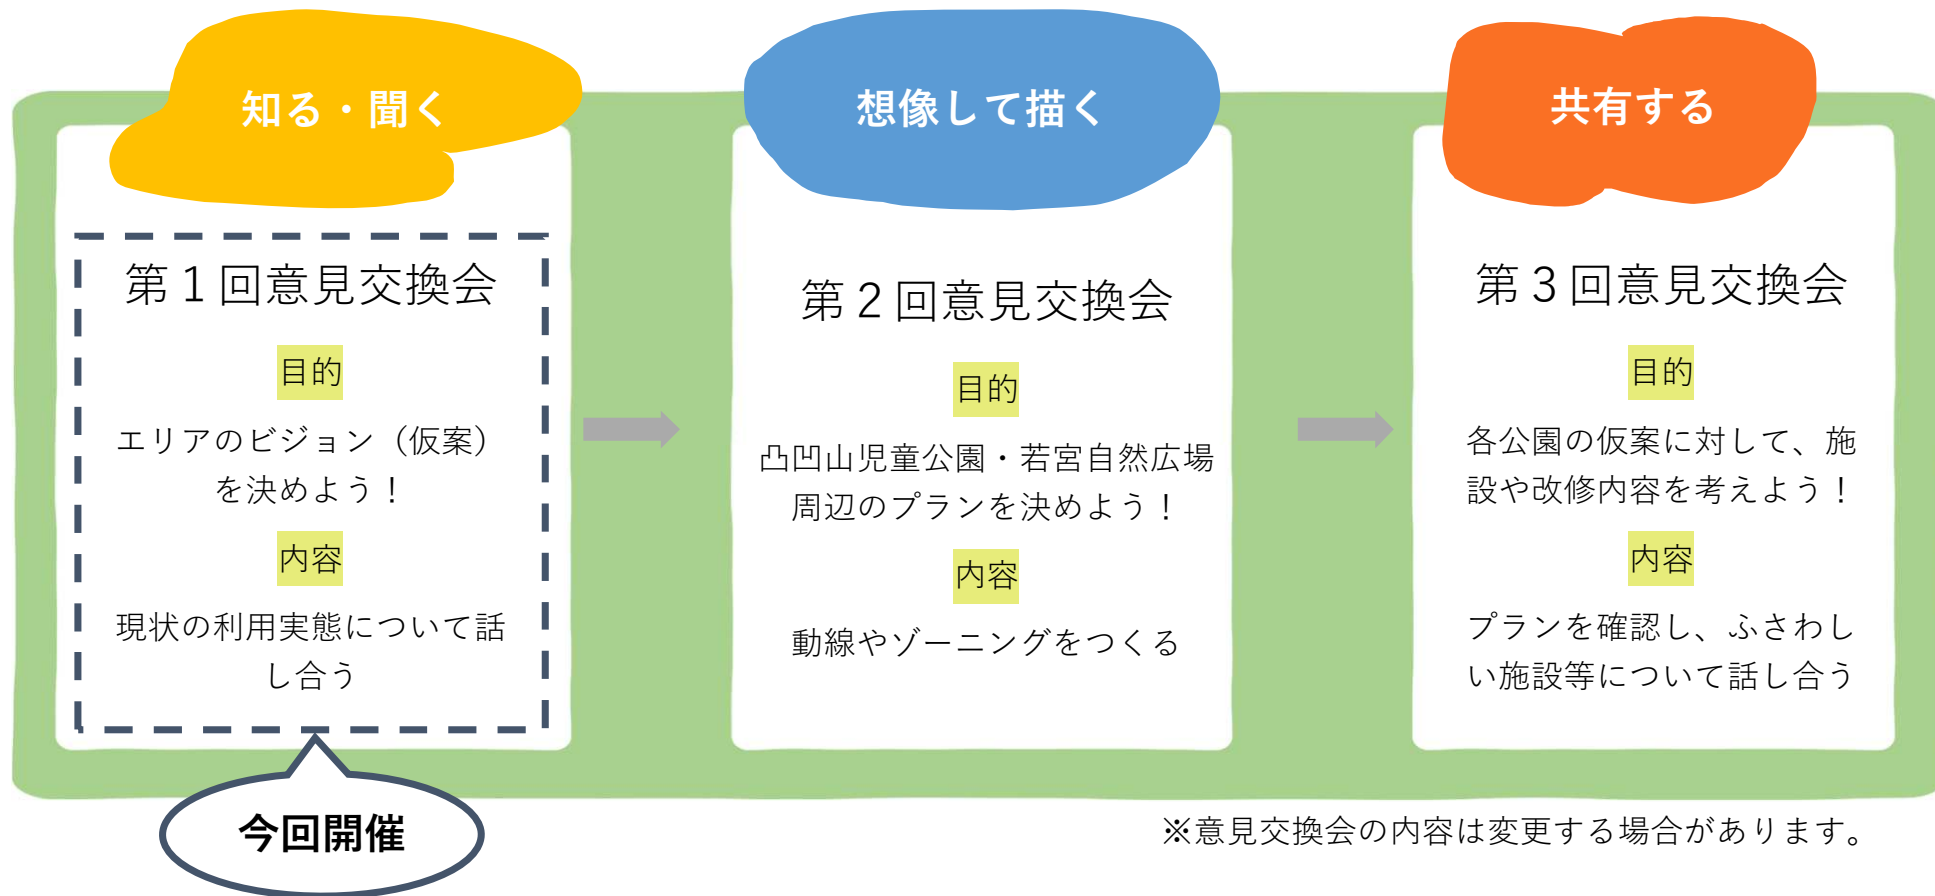 知る・聞く
第１回意見交換会
目的
エリアのビジョン（仮案）
を決めよう！
内容
現状の利用実態について話
し合う
今回開催
想像して描く
第２回意見交換会
目的
凸凹山児童公園・若宮自然広場
周辺のプランを決めよう！
内容
動線やゾーニングをつくる
共有する
第３回意見交換会
目的
各公園の仮案に対して、施
設や改修内容を考えよう！
内容
プランを確認し、ふさわし
い施設等について話し合う
※意見交換会の内容は変更する場合があります。